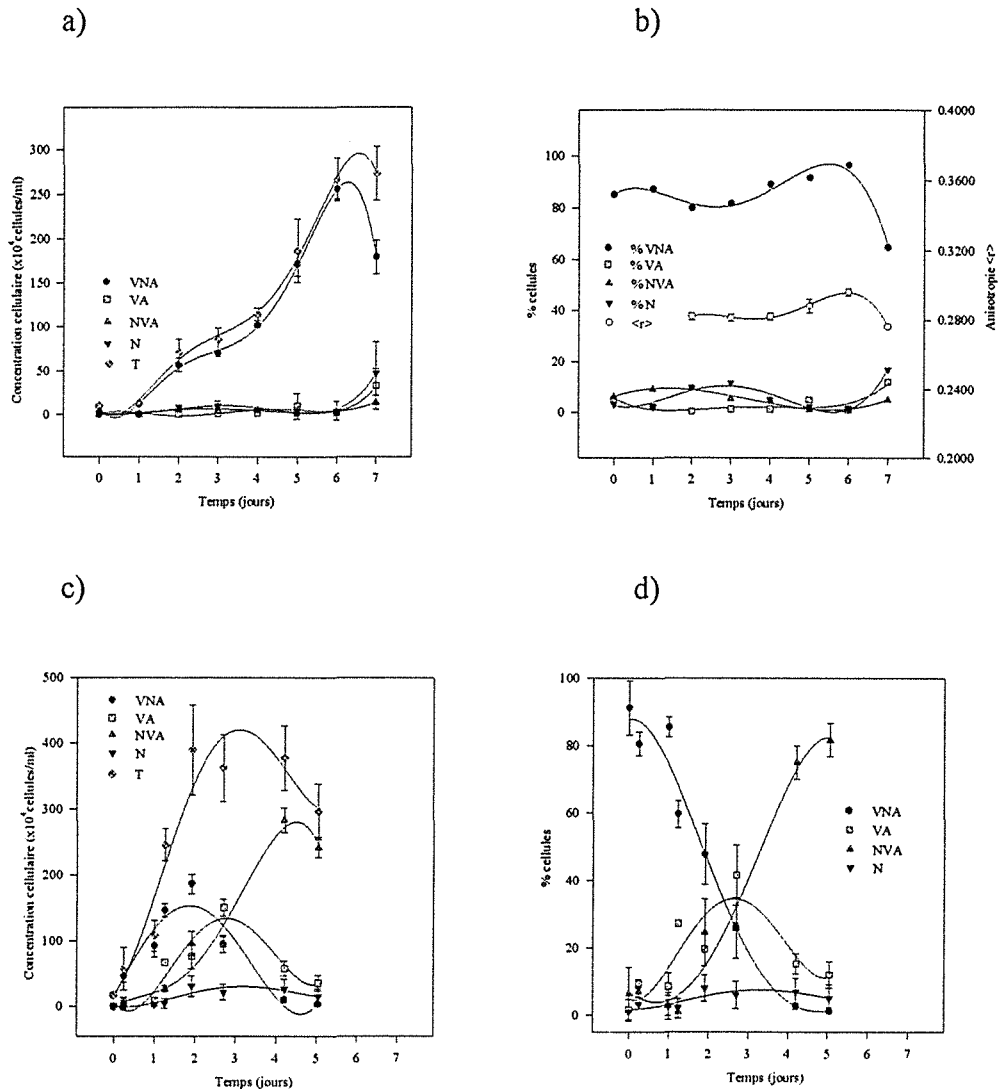 a)
b)
Concentration cellulaire (x10⁴cellules/ml)
300
250
200
150
100
50
0
VNA
VA
NVA
N
T
0 1 2 3 4 5 6 7
Temps (jours)
% cellules
100
80
60
40
20
0
% VNA
% VA
% NVA
% N
<r>
0.4000
0.3600
0.3200
0.2800
0.2400
0.2000
Anisotropie <r>
0 1 2 3 4 5 6 7
Temps (jours)
c)
d)
Concentration cellulaire (x10⁴cellules/ml)
500
400
300
200
100
0
VNA
VA
NVA
N
T
0 1 2 3 4 5 6 7
Temps (jours)
% cellules
100
80
60
40
20
0
VNA
VA
NVA
N
0 1 2 3 4 5 6 7
Temps (jours)